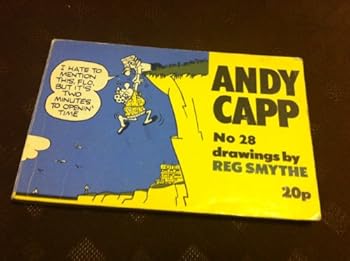 I HATE TO
MENTION
THIS, FLO,
BUT IT'S
TWO
MINUTES
TO OPENIN'
TIME
ANDY
CAPP
No 28
drawings by
REG SMYTHE
20p